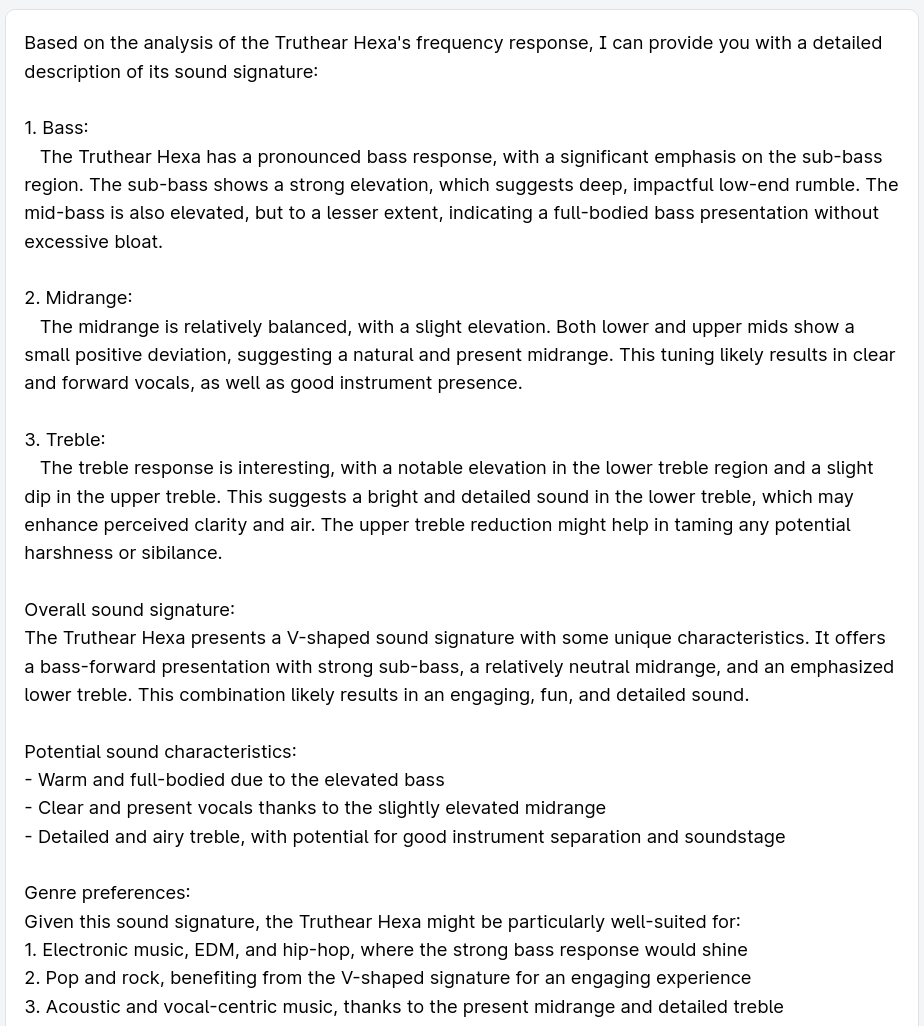 Based on the analysis of the Truthear Hexa's frequency response, I can provide you with a detailed
description of its sound signature:
1. Bass:
The Truthear Hexa has a pronounced bass response, with a significant emphasis on the sub-bass
region. The sub-bass shows a strong elevation, which suggests deep, impactful low-end rumble. The
mid-bass is also elevated, but to a lesser extent, indicating a full-bodied bass presentation without
excessive bloat.
2. Midrange:
The midrange is relatively balanced, with a slight elevation. Both lower and upper mids show a
small positive deviation, suggesting a natural and present midrange. This tuning likely results in clear
and forward vocals, as well as good instrument presence.
3. Treble:
The treble response is interesting, with a notable elevation in the lower treble region and a slight
dip in the upper treble. This suggests a bright and detailed sound in the lower treble, which may
enhance perceived clarity and air. The upper treble reduction might help in taming any potential
harshness or sibilance.
Overall sound signature:
The Truthear Hexa presents a V-shaped sound signature with some unique characteristics. It offers
a bass-forward presentation with strong sub-bass, a relatively neutral midrange, and an emphasized
lower treble. This combination likely results in an engaging, fun, and detailed sound.
Potential sound characteristics:
- Warm and full-bodied due to the elevated bass
- Clear and present vocals thanks to the slightly elevated midrange
- Detailed and airy treble, with potential for good instrument separation and soundstage
Genre preferences:
Given this sound signature, the Truthear Hexa might be particularly well-suited for:
1. Electronic music, EDM, and hip-hop, where the strong bass response would shine
2. Pop and rock, benefiting from the V-shaped signature for an engaging experience
3. Acoustic and vocal-centric music, thanks to the present midrange and detailed treble